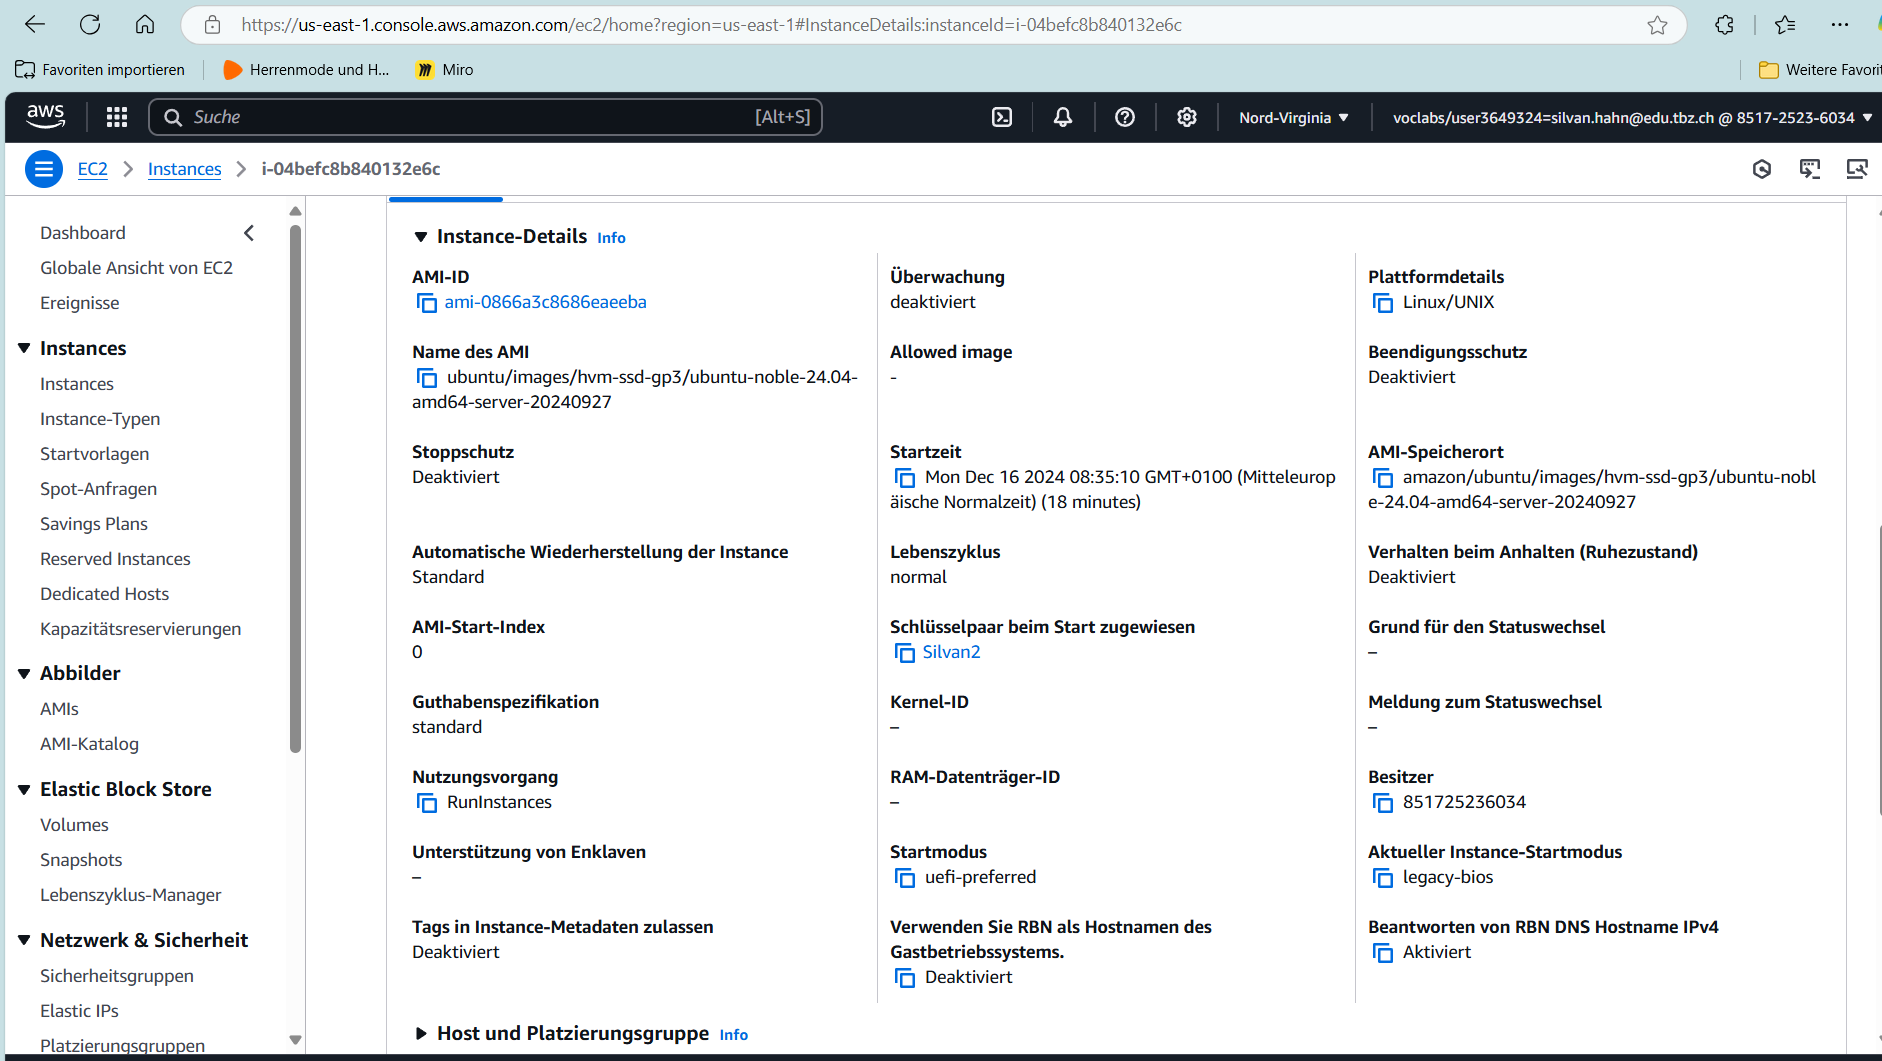 https://us-east-1.console.aws.amazon.com/ec2/home?region=us-east-1#InstanceDetails:instanceId=i-04befc8b840132e6c
Favoriten importieren
Herrenmode und H...
Miro
Weitere Favorit
aws
Suche
[Alt+S]
Nord-Virginia
voclabs/user3649324=silvan.hahn@edu.tbz.ch @ 8517-2523-6034
EC2
Instances
i-04befc8b840132e6c
Dashboard
Globale Ansicht von EC2
Ereignisse
Instances
Instances
Instance-Typen
Startvorlagen
Spot-Anfragen
Savings Plans
Reserved Instances
Dedicated Hosts
Kapazitätsreservierungen
Abbilder
AMIs
AMI-Katalog
Elastic Block Store
Volumes
Snapshots
Lebenszyklus-Manager
Netzwerk & Sicherheit
Sicherheitsgruppen
Elastic IPs
Platzierungsgruppen
Instance-Details Info
AMI-ID
ami-0866a3c8686eaeeba
Überwachung
deaktiviert
Plattformdetails
Linux/UNIX
Name des AMI
ubuntu/images/hvm-ssd-gp3/ubuntu-noble-24.04-
amd64-server-20240927
Allowed image
-
Beendigungsschutz
Deaktiviert
Stoppschutz
Deaktiviert
Startzeit
Mon Dec 16 2024 08:35:10 GMT+0100 (Mitteleurop
äische Normalzeit) (18 minutes)
AMI-Speicherort
amazon/ubuntu/images/hvm-ssd-gp3/ubuntu-nobl
e-24.04-amd64-server-20240927
Automatische Wiederherstellung der Instance
Standard
Lebenszyklus
normal
Verhalten beim Anhalten (Ruhezustand)
Deaktiviert
AMI-Start-Index
0
Schlüsselpaar beim Start zugewiesen
Silvan2
Grund für den Statuswechsel
–
Guthabenspezifikation
standard
Kernel-ID
–
Meldung zum Statuswechsel
–
Nutzungsvorgang
RunInstances
RAM-Datenträger-ID
–
Besitzer
851725236034
Unterstützung von Enklaven
–
Startmodus
uefi-preferred
Aktueller Instance-Startmodus
legacy-bios
Tags in Instance-Metadaten zulassen
Deaktiviert
Verwenden Sie RBN als Hostnamen des
Gastbetriebssystems.
Deaktiviert
Beantworten von RBN DNS Hostname IPv4
Aktiviert
Host und Platzierungsgruppe Info